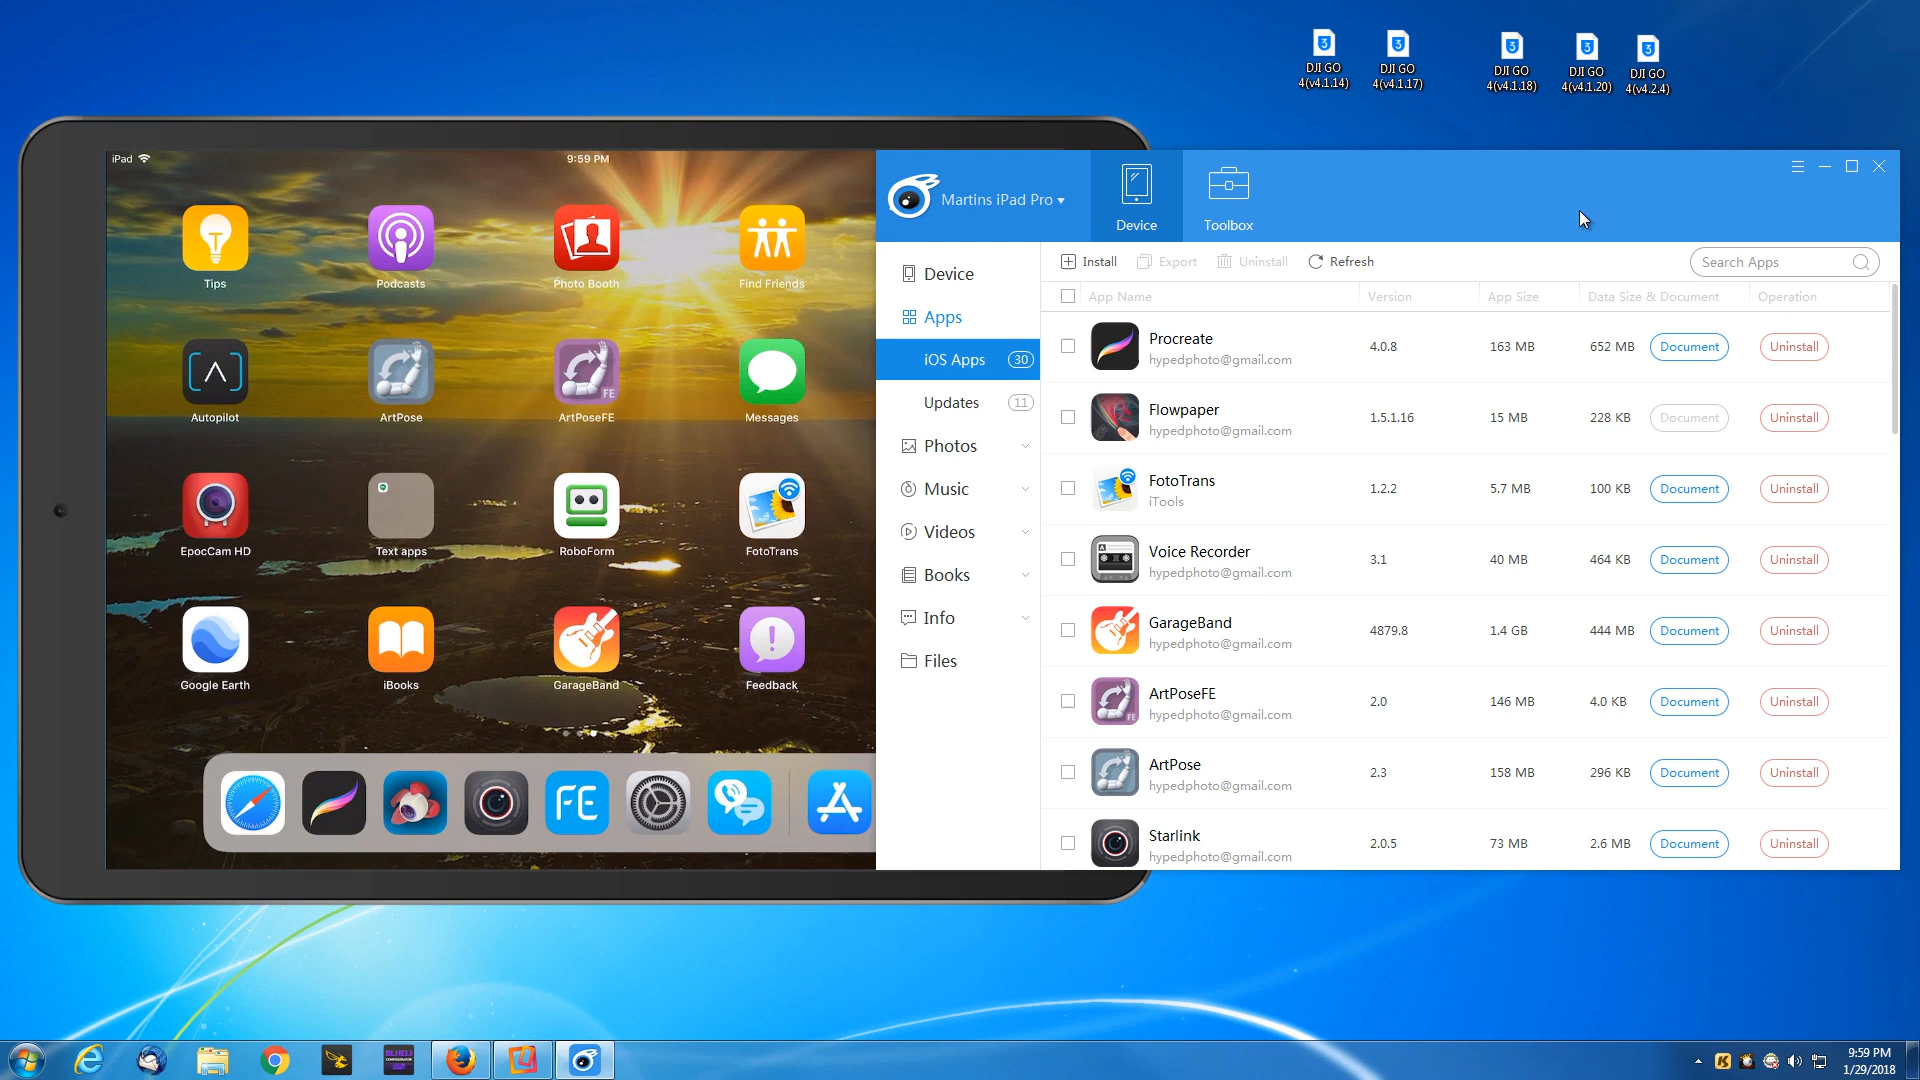 DJI GO
4(v4.1.14)
DJI GO
4(v4.1.17)
DJI GO
4(v4.1.18)
DJI GO
4(v4.1.20)
DJI GO
4(v4.2.4)
iPad
9:59 PM
Tips
Podcasts
Photo Booth
Find Friends
Autopilot
ArtPose
FE
ArtPoseFE
Messages
EpocCam HD
Text apps
RoboForm
FotoTrans
Google Earth
iBooks
GarageBand
Feedback
FE
Martins iPad Pro
Device
Toolbox
Device
Apps
iOS Apps 30
Updates 11
Photos
Music
Videos
Books
Info
Files
Install Export Uninstall Refresh
Search Apps
App Name Version App Size Data Size & Document Operation
Procreate
hypedphoto@gmail.com
4.0.8 163 MB 652 MB Document Uninstall
Flowpaper
hypedphoto@gmail.com
1.5.1.16 15 MB 228 KB Document Uninstall
FotoTrans
iTools
1.2.2 5.7 MB 100 KB Document Uninstall
Voice Recorder
hypedphoto@gmail.com
3.1 40 MB 464 KB Document Uninstall
GarageBand
hypedphoto@gmail.com
4879.8 1.4 GB 444 MB Document Uninstall
FE
ArtPoseFE
hypedphoto@gmail.com
2.0 146 MB 4.0 KB Document Uninstall
ArtPose
hypedphoto@gmail.com
2.3 158 MB 296 KB Document Uninstall
Starlink
hypedphoto@gmail.com
2.0.5 73 MB 2.6 MB Document Uninstall
BLHELI
CONFIGURATOR
9:59 PM
1/29/2018